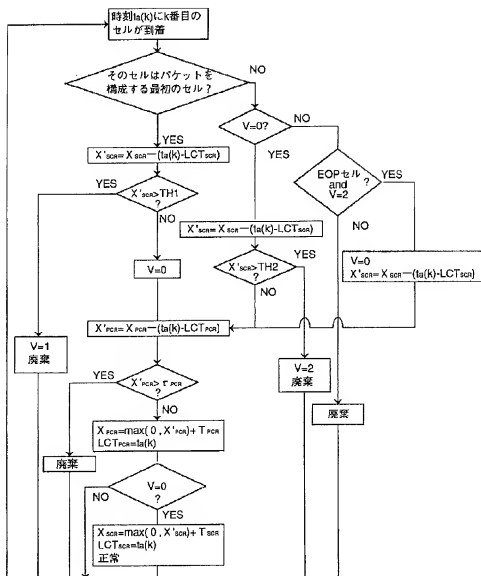 時刻ta(k)にk番目の
セルが到着
そのセルはパケットを
構成する最初のセル?
NO
YES
V=0?
NO
YES
X'SCR=XSCR—(ta(k)-LCTSCR)
EOPセル
and
V=2
?
YES
NO
YES
X'SCR>TH1
?
NO
X'SCR=XSCR—(ta(k)-LCTSCR)
V=0
X'SCR=XSCR—(ta(k)-LCTSCR)
V=0
X'SCR>TH2
?
YES
NO
X'PCR=XPCR—(ta(k)-LCTPCR)
V=1
廃棄
V=2
廃棄
廃棄
YES
X'PCR>τPCR
?
NO
XPCR=max(0,X'PCR)+TPCR
LCTPCR=ta(k)
廃棄
NO
V=0
?
YES
XSCR=max(0,X'SCR)+TSCR
LCTSCR=ta(k)
正常